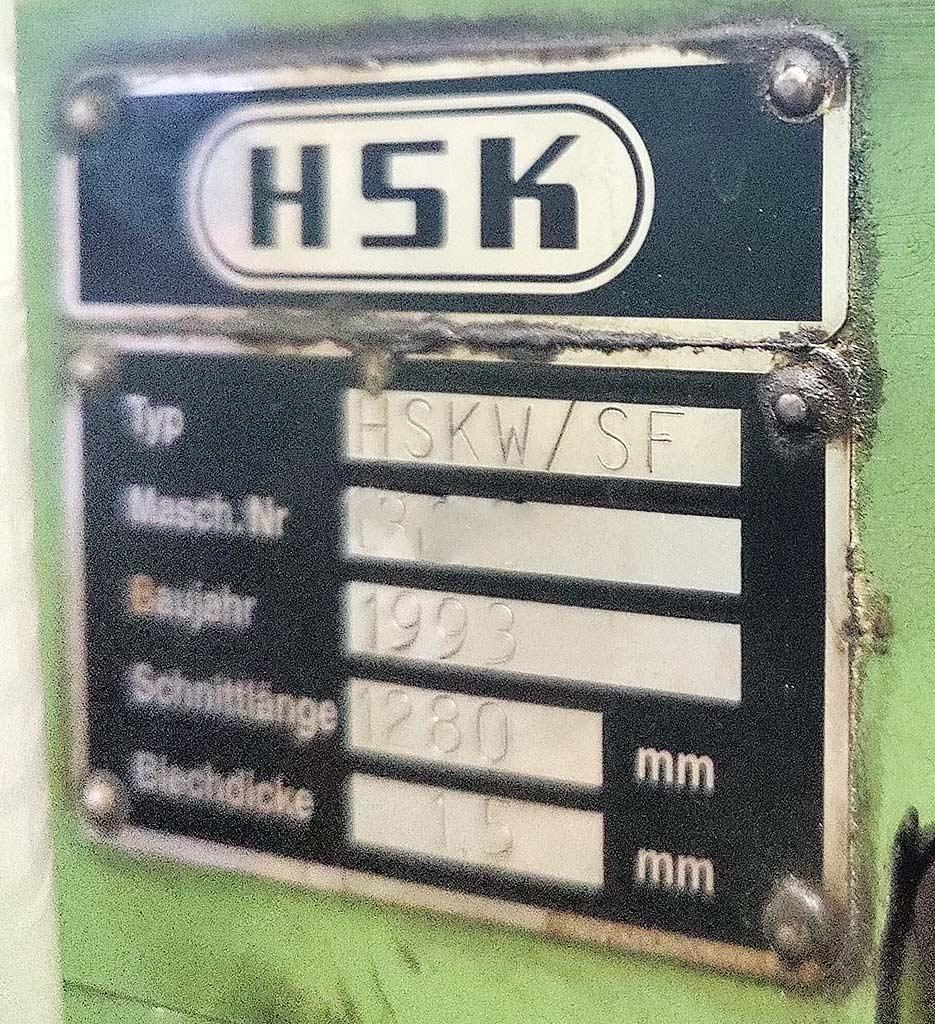 HSK
Typ HSKW/SF
Masch.Nr
Baujahr 1993
Schnittlänge 1280 mm
Blechdicke 1.5 mm